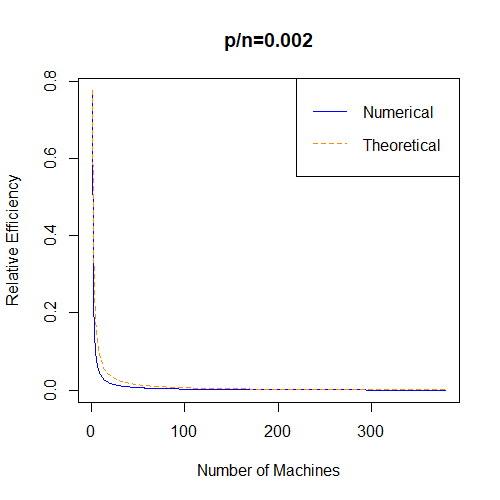 p/n=0.002
Numerical
Theoretical
Relative Efficiency
0.8
0.6
0.4
0.2
0.0
0 100 200 300
Number of Machines